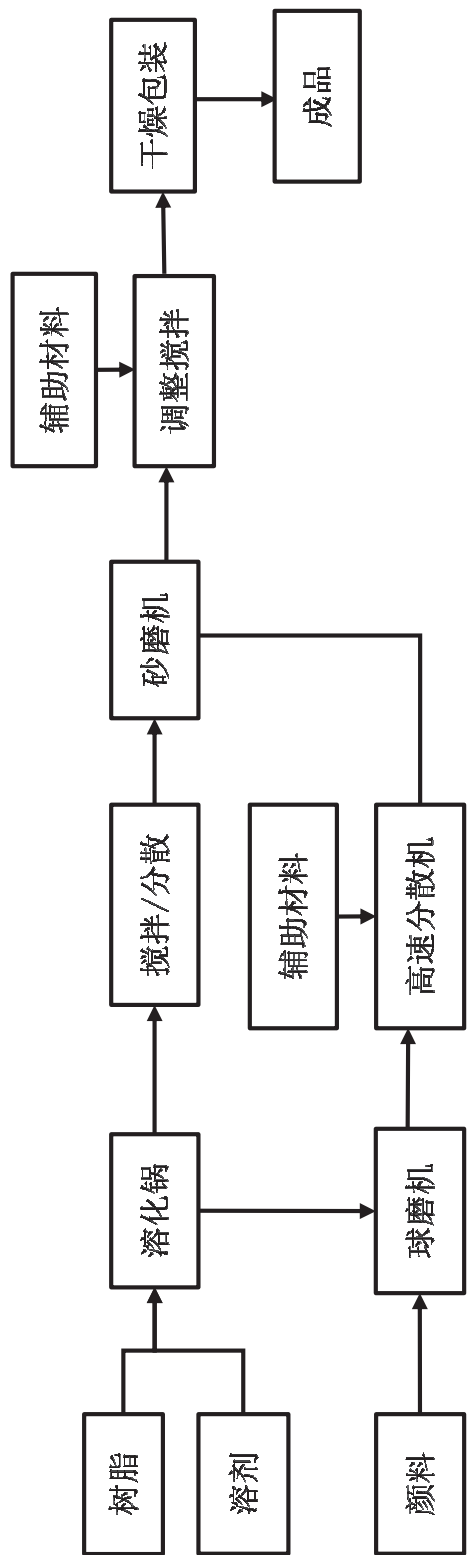 树脂
溶剂
颜料
溶化锅
球磨机
搅拌/分散
辅助材料
高速分散机
砂磨机
辅助材料
调整搅拌
干燥包装
成品